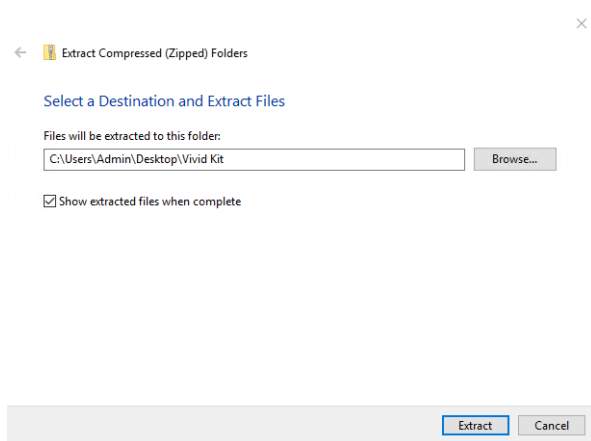 Extract Compressed (Zipped) Folders
Select a Destination and Extract Files
Files will be extracted to this folder:
C:\Users\Admin\Desktop\Vivid Kit
Browse...
Show extracted files when complete
Extract
Cancel